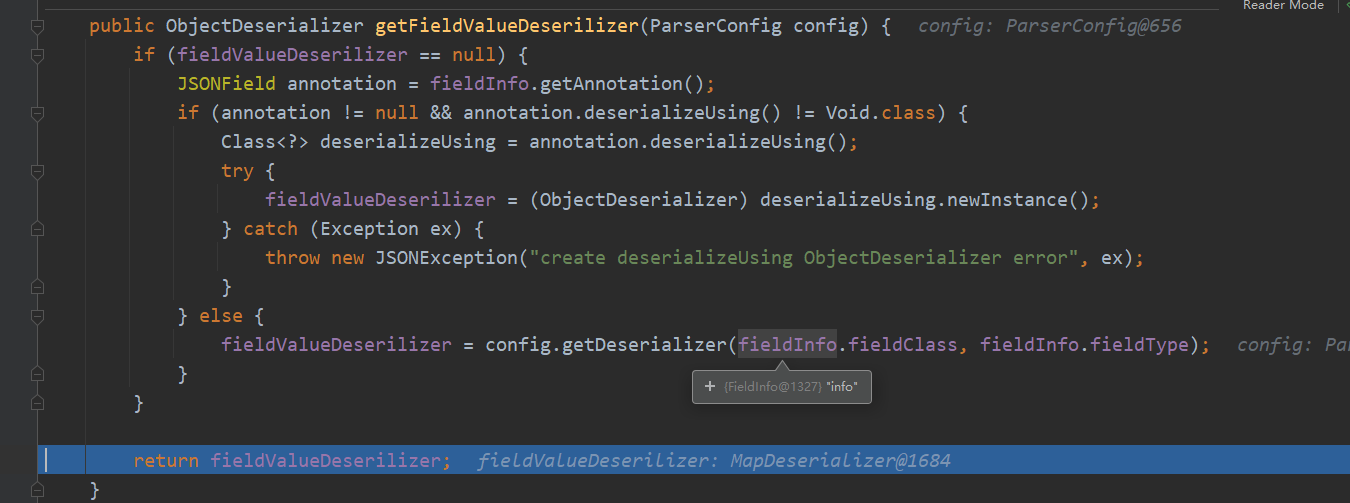 Reader Mode
public ObjectDeserializer getFieldValueDeserilizer(ParserConfig config) { config: ParserConfig@656
if (fieldValueDeserilizer == null) {
JSONField annotation = fieldInfo.getAnnotation();
if (annotation != null && annotation.deserializeUsing() != Void.class) {
Class<?> deserializeUsing = annotation.deserializeUsing();
try {
fieldValueDeserilizer = (ObjectDeserializer) deserializeUsing.newInstance();
} catch (Exception ex) {
throw new JSONException("create deserializeUsing ObjectDeserializer error", ex);
}
} else {
fieldValueDeserilizer = config.getDeserializer(fieldInfo.fieldClass, fieldInfo.fieldType); config: Pa
}
+ {FieldInfo@1327} "info"
}
return fieldValueDeserilizer; fieldValueDeserilizer: MapDeserializer@1684
}